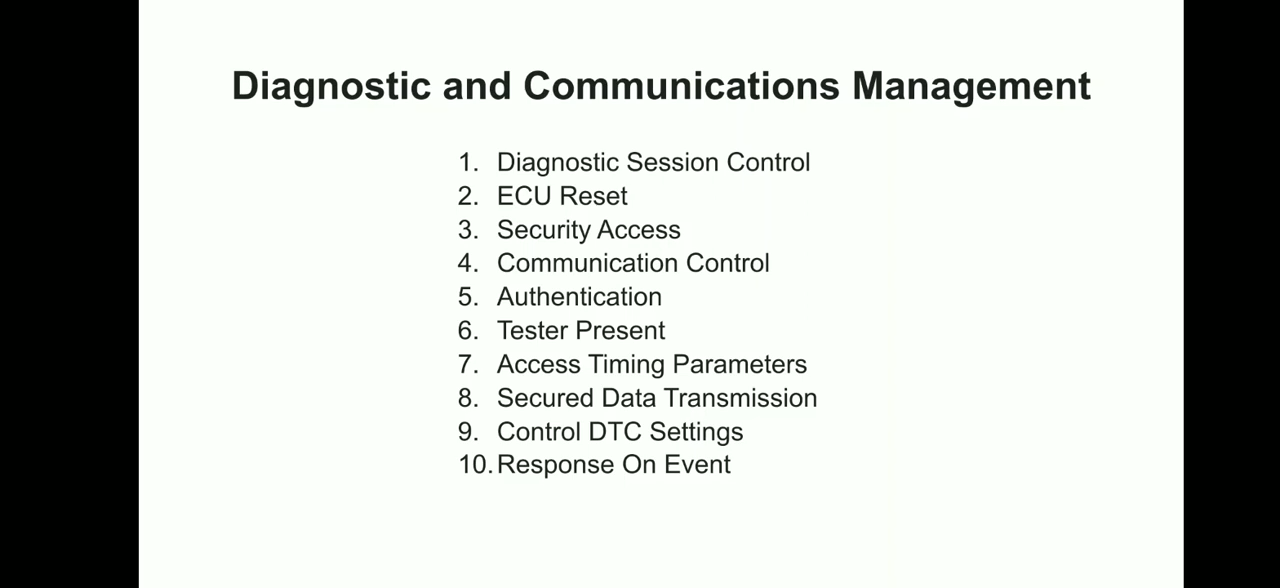 Diagnostic and Communications Management
1. Diagnostic Session Control
2. ECU Reset
3. Security Access
4. Communication Control
5. Authentication
6. Tester Present
7. Access Timing Parameters
8. Secured Data Transmission
9. Control DTC Settings
10. Response On Event